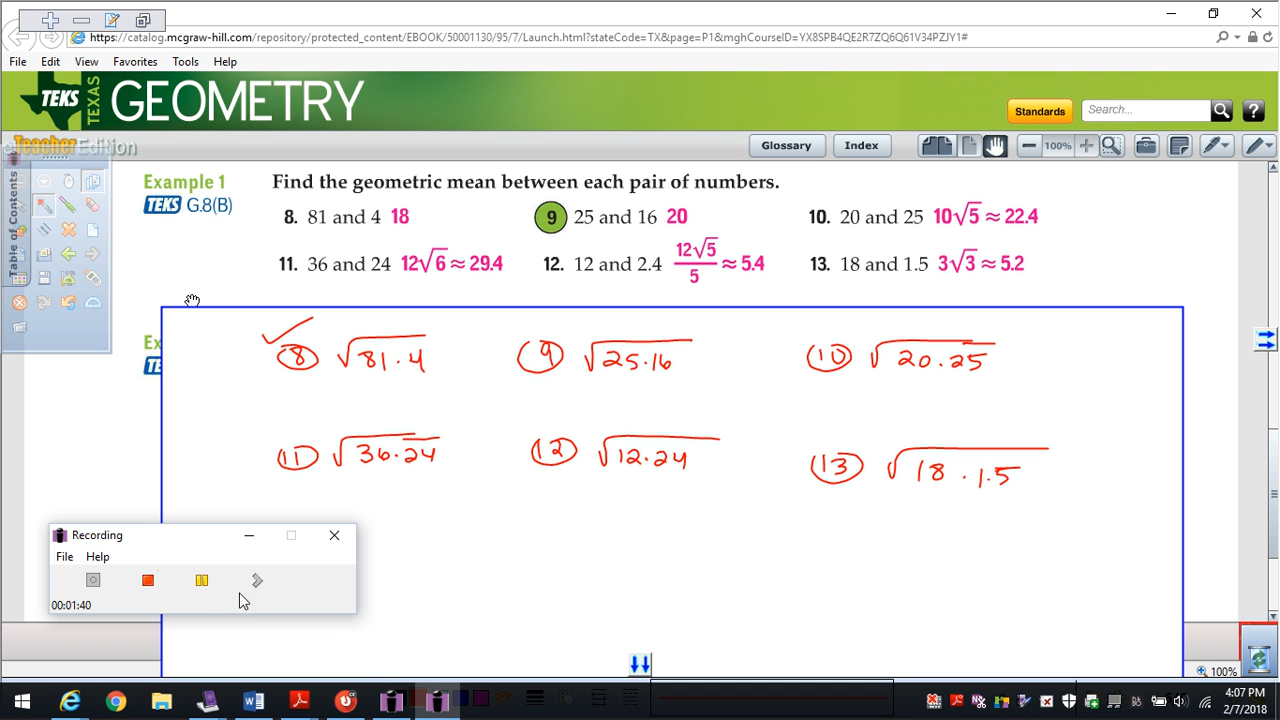 https://catalog.mcgraw-hill.com/repository/protected_content/EBOOK/50001130/95/7/Launch.html?stateCode=TX&page=P1&mghCourseID=YX8SPB4QE2R7ZQ6Q61V34PZJY1#
File Edit View Favorites Tools Help
TEKS TEXAS GEOMETRY
Standards Search... ?
Teacher Edition
Glossary Index 100%
Table of Contents
Example 1 Find the geometric mean between each pair of numbers.
TEKS G.8(B)
8. 81 and 4 18 9 25 and 16 20 10. 20 and 25 10√5 ≈ 22.4
11. 36 and 24 12√6 ≈ 29.4 12. 12 and 2.4 12√5/5 ≈ 5.4 13. 18 and 1.5 3√3 ≈ 5.2
Ex
8 √81·4 9 √25·16 10 √20·25
11 √36·24 12 √12·24 13 √18·1.5
Recording
File Help
00:01:40
100%
6:07 PM
2/7/2018